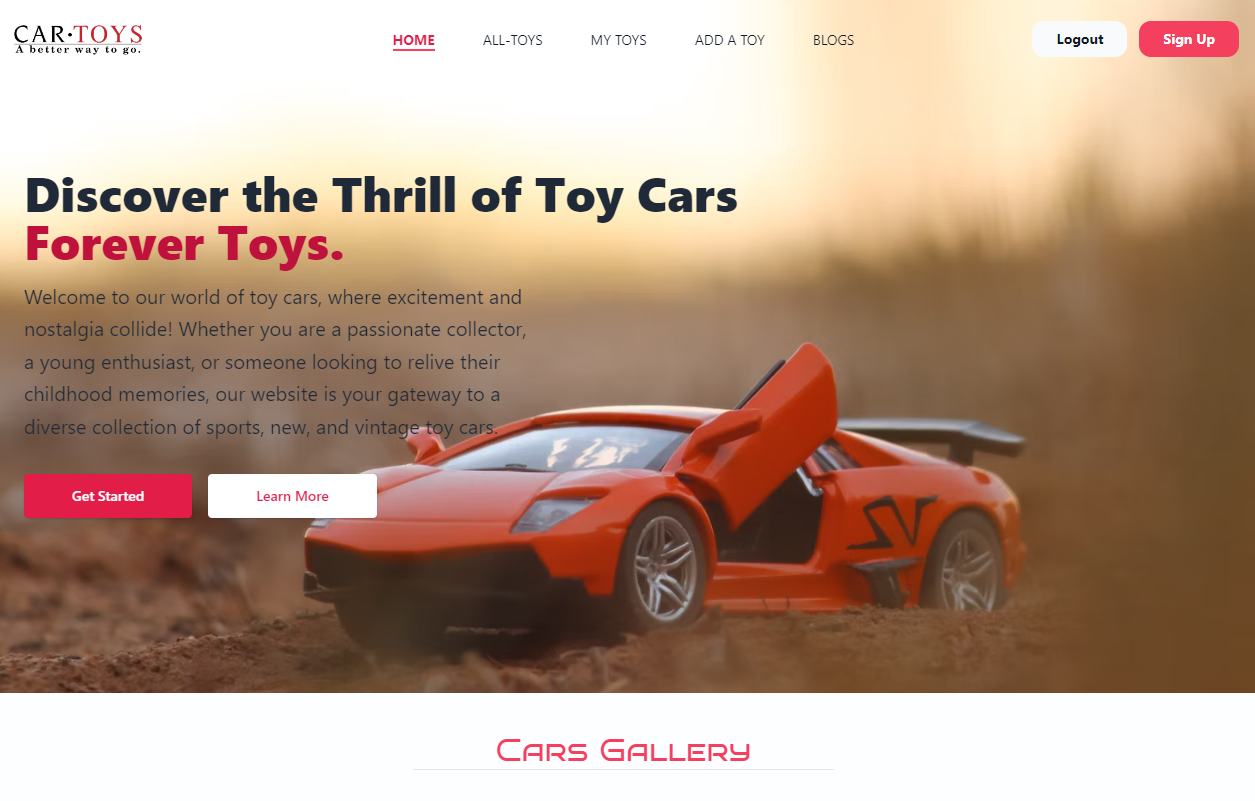 CAR·TOYS
A better way to go.
HOME
ALL-TOYS
MY TOYS
ADD A TOY
BLOGS
Logout
Sign Up
Discover the Thrill of Toy Cars
Forever Toys.
Welcome to our world of toy cars, where excitement and
nostalgia collide! Whether you are a passionate collector,
a young enthusiast, or someone looking to relive their
childhood memories, our website is your gateway to a
diverse collection of sports, new, and vintage toy cars.
Get Started
Learn More
SV
Cars Gallery